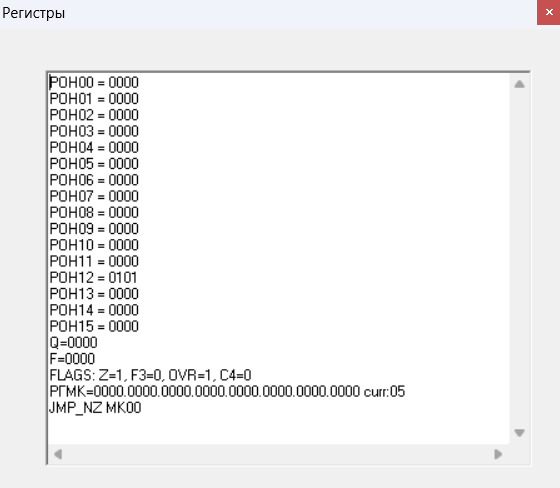 Регистры
РОН00 = 0000
РОН01 = 0000
РОН02 = 0000
РОН03 = 0000
РОН04 = 0000
РОН05 = 0000
РОН06 = 0000
РОН07 = 0000
РОН08 = 0000
РОН09 = 0000
РОН10 = 0000
РОН11 = 0000
РОН12 = 0101
РОН13 = 0000
РОН14 = 0000
РОН15 = 0000
Q=0000
F=0000
FLAGS: Z=1, F3=0, OVR=1, C4=0
РГМК=0000.0000.0000.0000.0000.0000.0000.0000 curr:05
JMP_NZ МК00